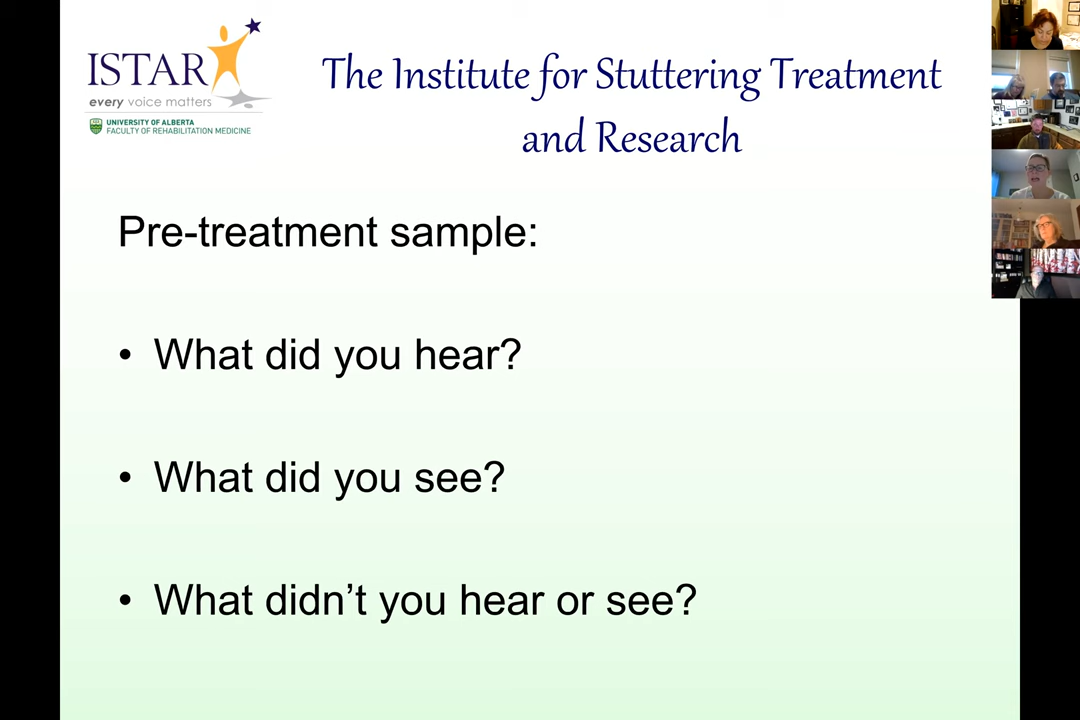 ISTAR
every voice matters
UNIVERSITY OF ALBERTA
FACULTY OF REHABILITATION MEDICINE
The Institute for Stuttering Treatment
and Research
Pre-treatment sample:
• What did you hear?
• What did you see?
• What didn’t you hear or see?